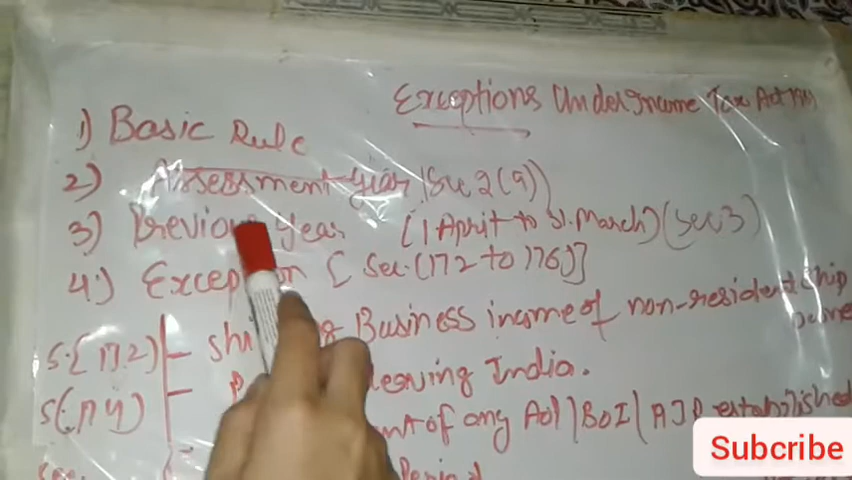 Exceptions Under Income Tax Act
1) Basic Rule
2) Assessment year (Sec 2(9))
3) Previous year [1 April to 31. March) (sec 3)
4) Exception [ Sec. (172 to 176)]
S.(172) Business income of non-resident ship
S(174) leaving India.
of any AoP|BOI|AJP established
Period
Subcribe